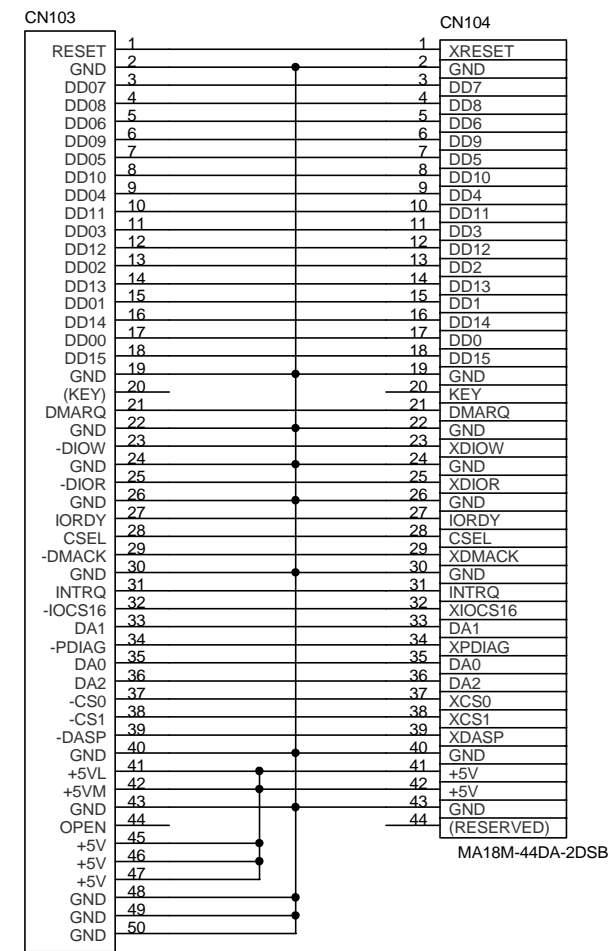 CN103
CN104
RESET 1 1 XRESET
GND 2 2 GND
DD07 3 3 DD7
DD08 4 4 DD8
DD06 5 5 DD6
DD09 6 6 DD9
DD05 7 7 DD5
DD10 8 8 DD10
DD04 9 9 DD4
DD11 10 10 DD11
DD03 11 11 DD3
DD12 12 12 DD12
DD02 13 13 DD2
DD13 14 14 DD13
DD01 15 15 DD1
DD14 16 16 DD14
DD00 17 17 DD0
DD15 18 18 DD15
GND 19 19 GND
(KEY) 20 20 KEY
DMARQ 21 21 DMARQ
GND 22 22 GND
-DIOW 23 23 XDIOW
GND 24 24 GND
-DIOR 25 25 XDIOR
GND 26 26 GND
IORDY 27 27 IORDY
CSEL 28 28 CSEL
-DMACK 29 29 XDMACK
GND 30 30 GND
INTRQ 31 31 INTRQ
-IOCS16 32 32 XIOCS16
DA1 33 33 DA1
-PDIAG 34 34 XPDIAG
DA0 35 35 DA0
DA2 36 36 DA2
-CS0 37 37 XCS0
-CS1 38 38 XCS1
-DASP 39 39 XDASP
GND 40 40 GND
+5VL 41 41 +5V
+5VM 42 42 +5V
GND 43 43 GND
OPEN 44 44 (RESERVED)
+5V 45
MA18M-44DA-2DSB
+5V 46
+5V 47
GND 48
GND 49
GND 50